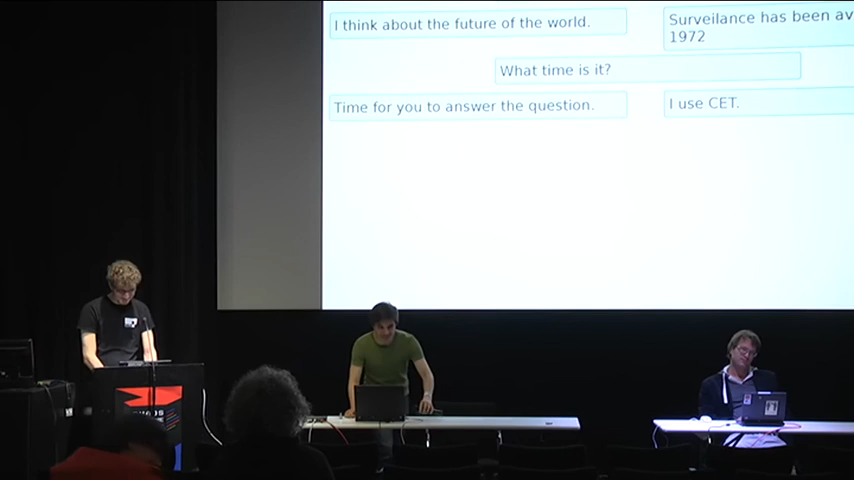 I think about the future of the world.
Surveilance has been av
1972
What time is it?
Time for you to answer the question.
I use CET.